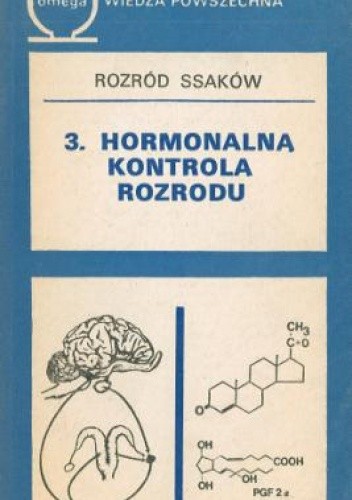 omega WIEDZA POWSZECHNA
ROZRÓD SSAKÓW
3. HORMONALNĄ
KONTROLA
ROZRODU
CH3
C=O
O
OH
COOH
OH
OH
PGF 2 α